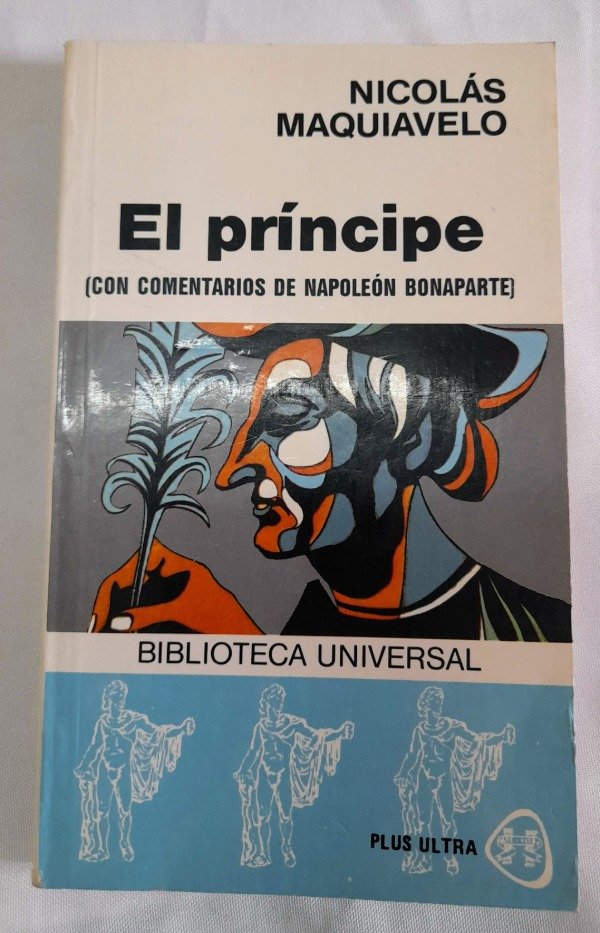 NICOLÁS
MAQUIAVELO
El príncipe
(CON COMENTARIOS DE NAPOLEÓN BONAPARTE)
BIBLIOTECA UNIVERSAL
PLUS ULTRA